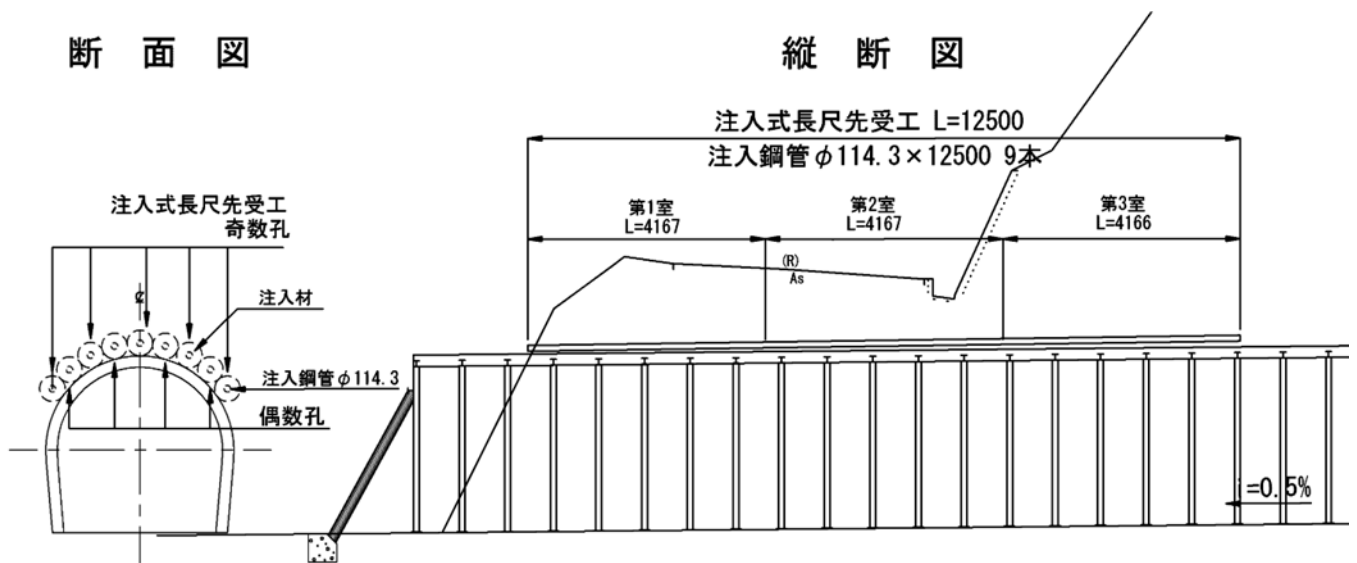 断面図
縦断図
注入式長尺先受工 L=12500
注入鋼管φ114.3×12500 9本
第1室
L=4167
第2室
L=4167
第3室
L=4166
(R)
As
注入式長尺先受工
奇数孔
注入材
注入鋼管φ114.3
偶数孔
i=0.5%